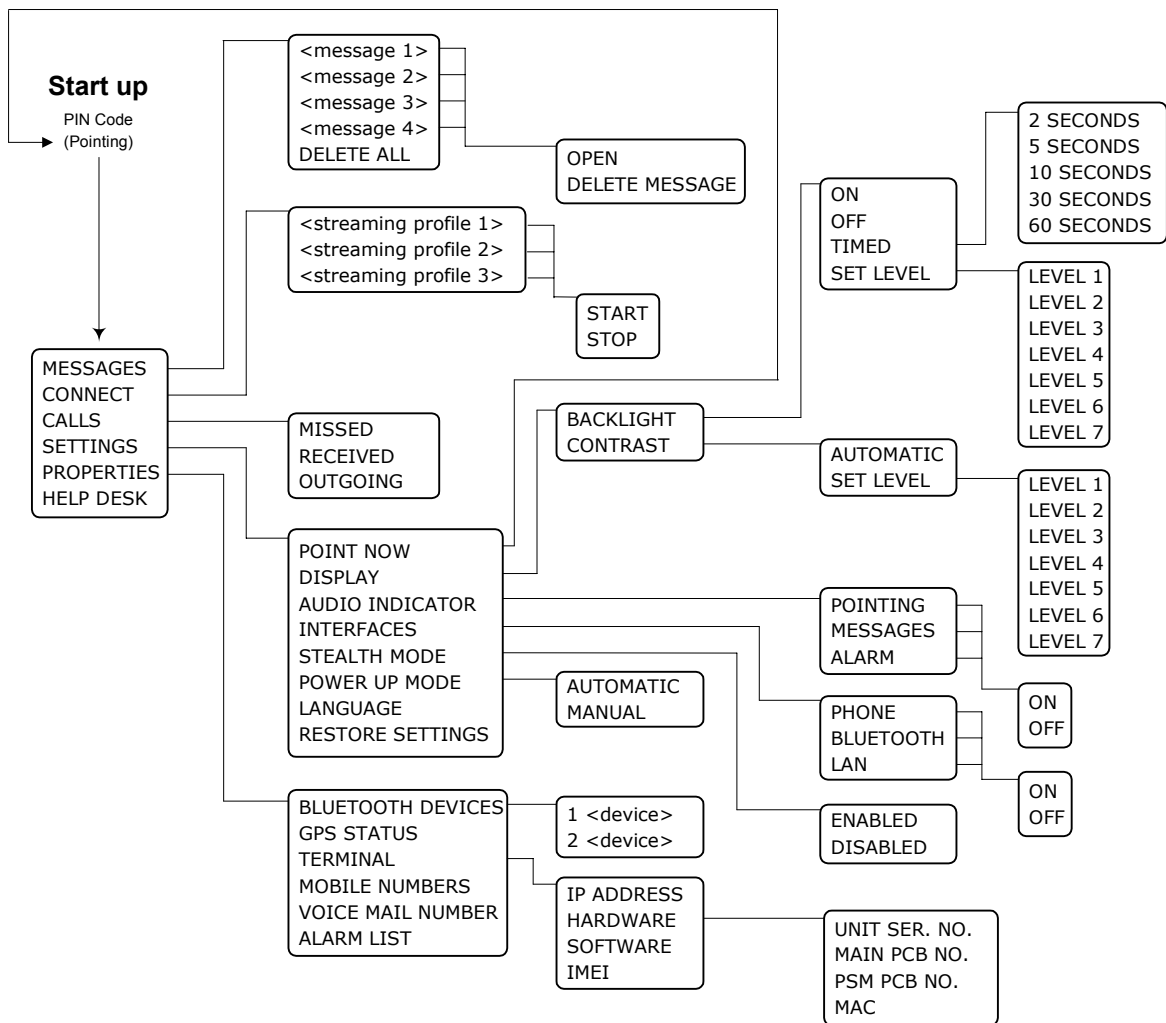 Start up
PIN Code
(Pointing)
MESSAGES
CONNECT
CALLS
SETTINGS
PROPERTIES
HELP DESK
<message 1>
<message 2>
<message 3>
<message 4>
DELETE ALL
OPEN
DELETE MESSAGE
<streaming profile 1>
<streaming profile 2>
<streaming profile 3>
START
STOP
MISSED
RECEIVED
OUTGOING
POINT NOW
DISPLAY
AUDIO INDICATOR
INTERFACES
STEALTH MODE
POWER UP MODE
LANGUAGE
RESTORE SETTINGS
BACKLIGHT
CONTRAST
ON
OFF
TIMED
SET LEVEL
2 SECONDS
5 SECONDS
10 SECONDS
30 SECONDS
60 SECONDS
LEVEL 1
LEVEL 2
LEVEL 3
LEVEL 4
LEVEL 5
LEVEL 6
LEVEL 7
AUTOMATIC
SET LEVEL
LEVEL 1
LEVEL 2
LEVEL 3
LEVEL 4
LEVEL 5
LEVEL 6
LEVEL 7
POINTING
MESSAGES
ALARM
ON
OFF
PHONE
BLUETOOTH
LAN
ON
OFF
ENABLED
DISABLED
AUTOMATIC
MANUAL
BLUETOOTH DEVICES
GPS STATUS
TERMINAL
MOBILE NUMBERS
VOICE MAIL NUMBER
ALARM LIST
1 <device>
2 <device>
IP ADDRESS
HARDWARE
SOFTWARE
IMEI
UNIT SER. NO.
MAIN PCB NO.
PSM PCB NO.
MAC